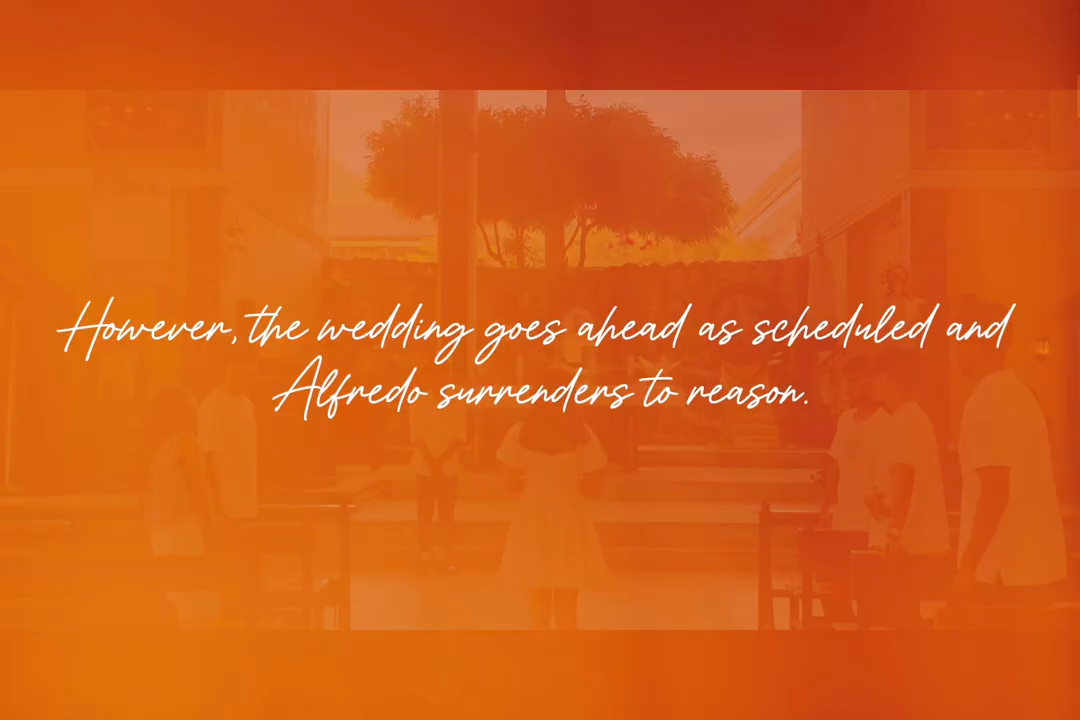 However, the wedding goes ahead as scheduled and
Alfredo surrenders to reason.